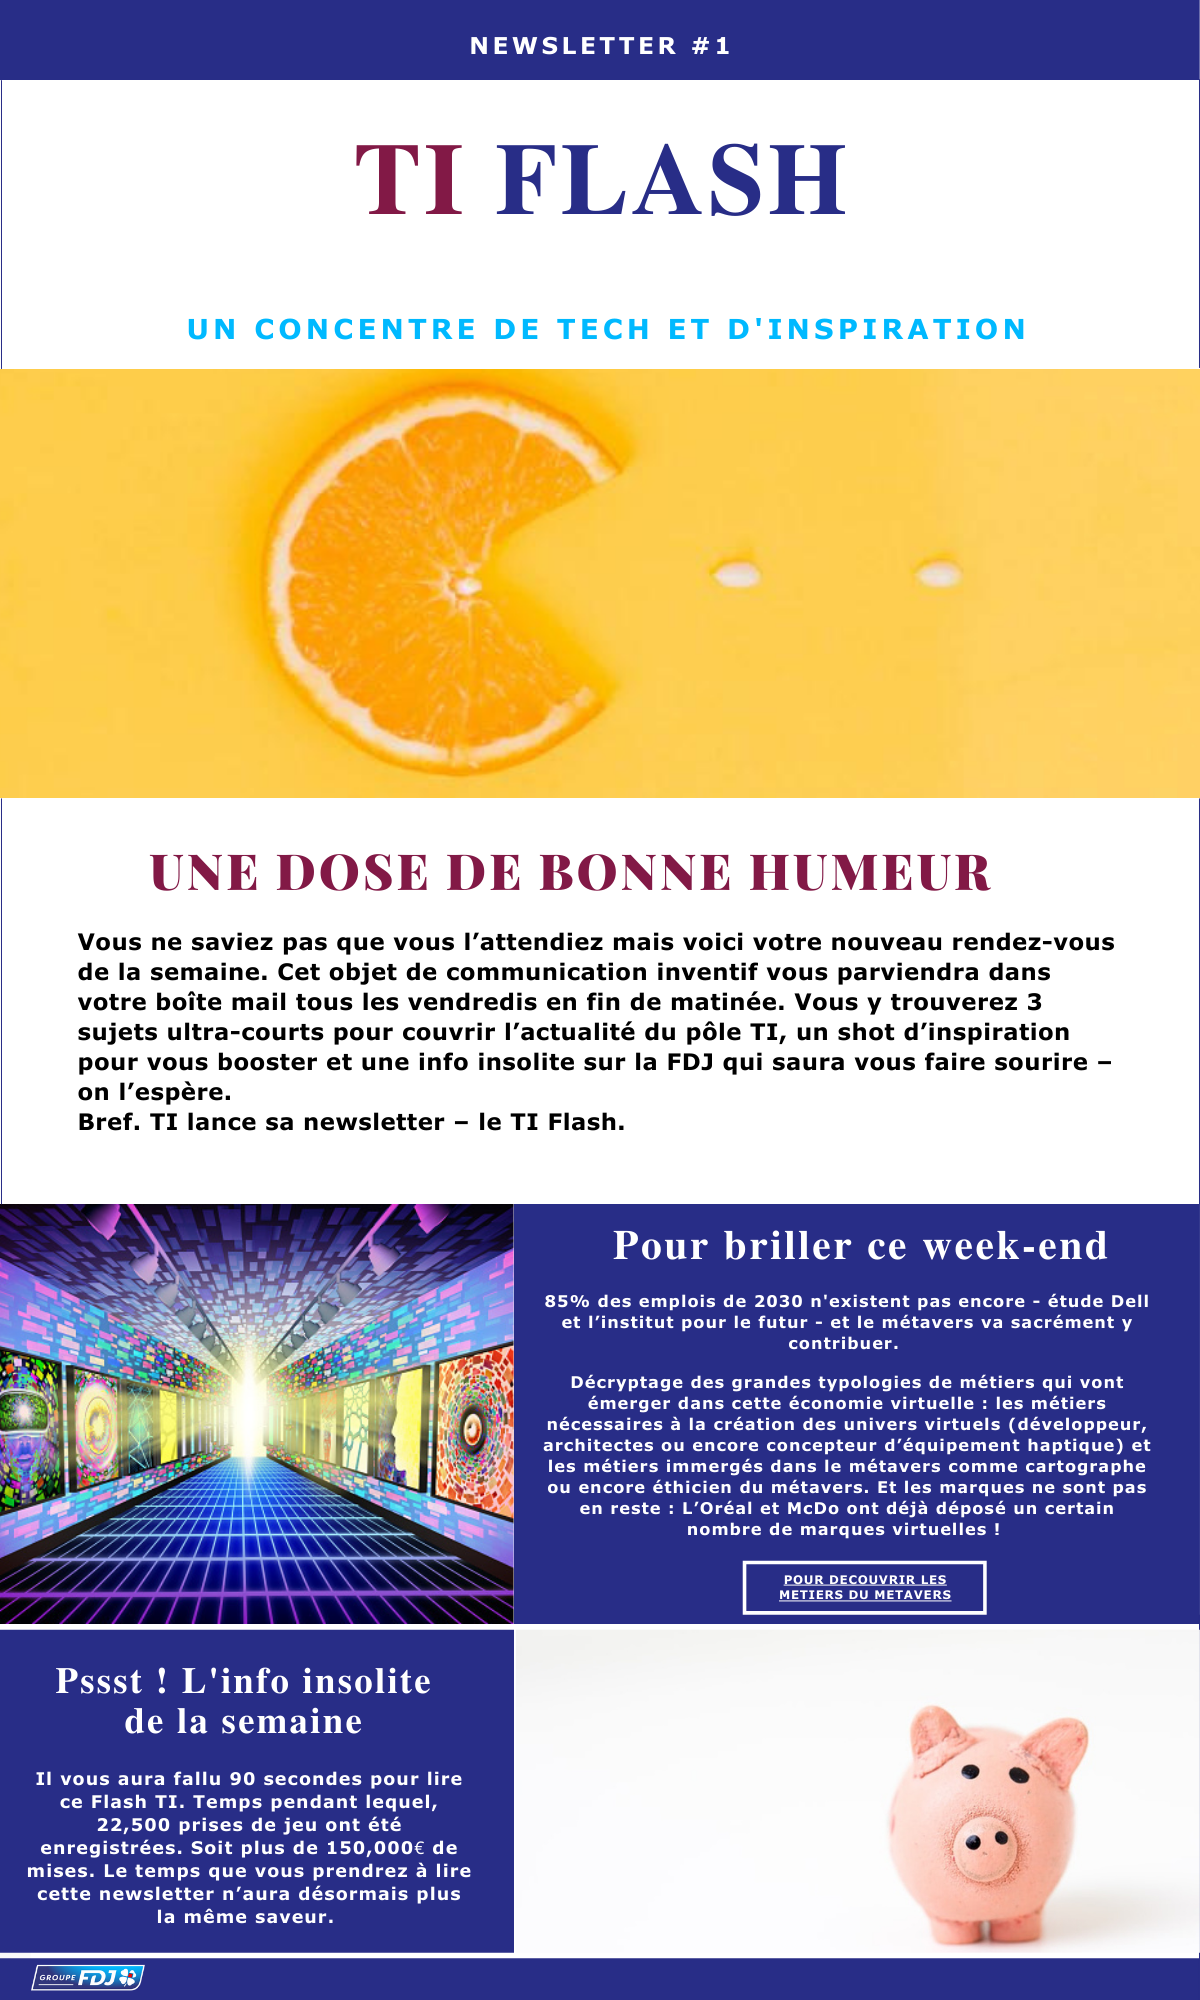 NEWSLETTER #1
TI FLASH
UN CONCENTRE DE TECH ET D'INSPIRATION
UNE DOSE DE BONNE HUMEUR
Vous ne saviez pas que vous l’attendiez mais voici votre nouveau rendez-vous
de la semaine. Cet objet de communication inventif vous parviendra dans
votre boîte mail tous les vendredis en fin de matinée. Vous y trouverez 3
sujets ultra-courts pour couvrir l’actualité du pôle TI, un shot d’inspiration
pour vous booster et une info insolite sur la FDJ qui saura vous faire sourire –
on l’espère.
Bref. TI lance sa newsletter – le TI Flash.
Pour briller ce week-end
85% des emplois de 2030 n'existent pas encore - étude Dell
et l’institut pour le futur - et le métavers va sacrément y
contribuer.
Décryptage des grandes typologies de métiers qui vont
émerger dans cette économie virtuelle : les métiers
nécessaires à la création des univers virtuels (développeur,
architectes ou encore concepteur d’équipement haptique) et
les métiers immergés dans le métavers comme cartographe
ou encore éthicien du métavers. Et les marques ne sont pas
en reste : L’Oréal et McDo ont déjà déposé un certain
nombre de marques virtuelles !
POUR DECOUVRIR LES
METIERS DU METAVERS
Pssst ! L'info insolite
de la semaine
Il vous aura fallu 90 secondes pour lire
ce Flash TI. Temps pendant lequel,
22,500 prises de jeu ont été
enregistrées. Soit plus de 150,000€ de
mises. Le temps que vous prendrez à lire
cette newsletter n’aura désormais plus
la même saveur.
GROUPE FDJ